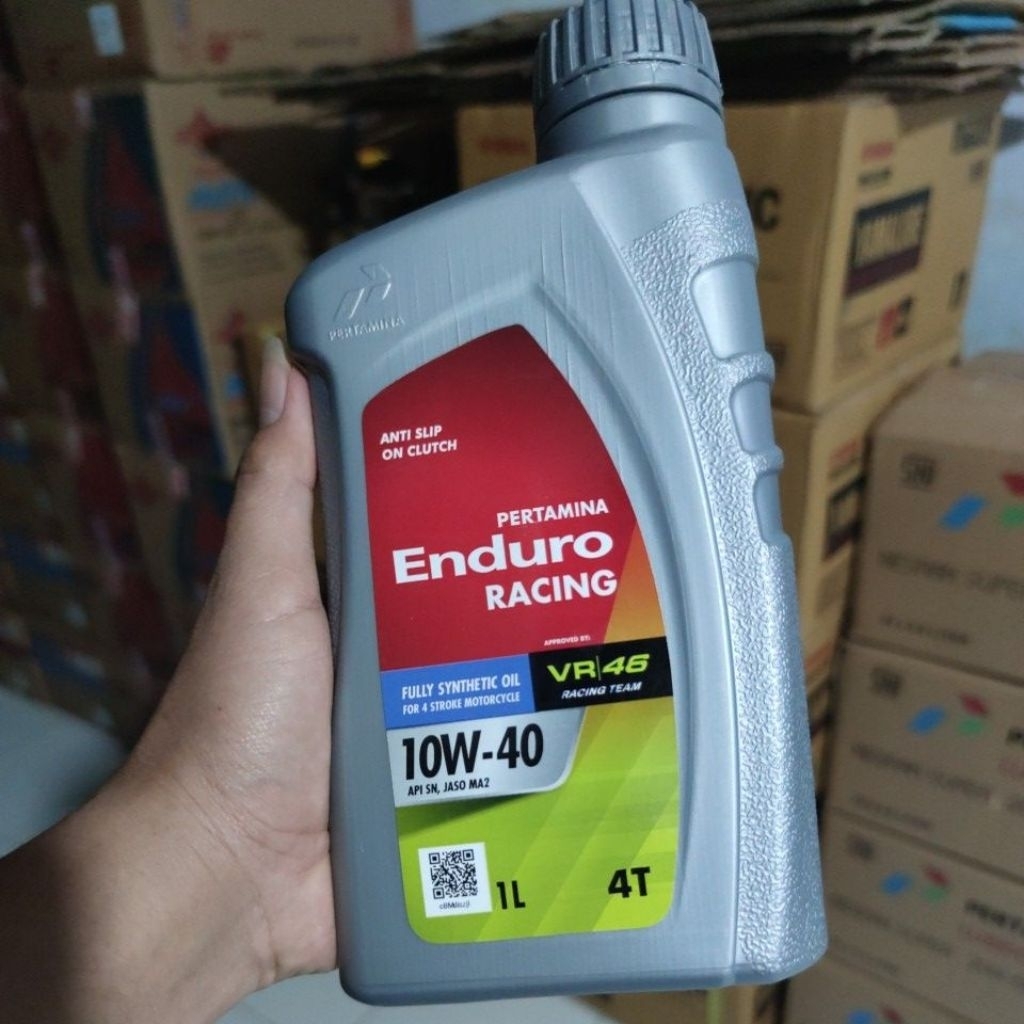 PERTAMINA
ANTI SLIP
ON CLUTCH
PERTAMINA
Enduro
RACING
APPROVED BY:
VR|46
RACING TEAM
FULLY SYNTHETIC OIL
FOR 4 STROKE MOTORCYCLE
10W-40
API SN, JASO MA2
1L
4T
YAMALUBE